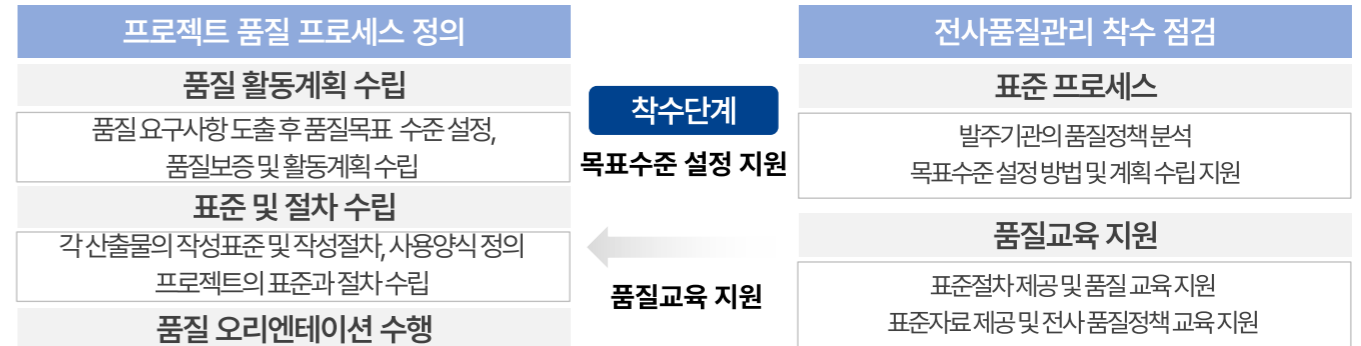 프로젝트 품질 프로세스 정의
품질 활동계획 수립
품질 요구사항 도출 후 품질목표 수준 설정,
품질보증 및 활동계획 수립
표준 및 절차 수립
각 산출물의 작성표준 및 작성절차, 사용양식 정의
프로젝트의 표준과 절차 수립
품질 오리엔테이션 수행
착수단계
목표수준 설정 지원
품질교육 지원
전사품질관리 착수 점검
표준 프로세스
발주기관의 품질정책 분석
목표수준 설정 방법 및 계획 수립 지원
품질교육 지원
표준절차 제공 및 품질 교육 지원
표준자료 제공 및 전사 품질정책 교육 지원